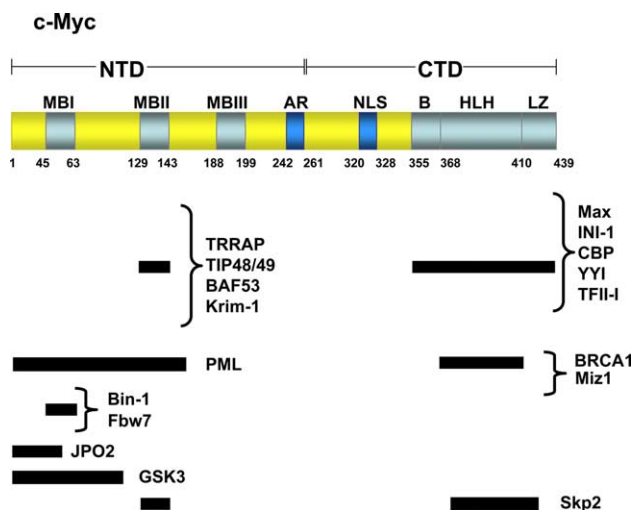 c-Myc
NTD CTD
MBI MBII MBIII AR NLS B HLH LZ
1 45 63 129 143 188 199 242 261 320 328 355 368 410 439
TRRAP
TIP48/49
BAF53
Krim-1
Max
INI-1
CBP
YYI
TFII-I
PML
BRCA1
Miz1
Bin-1
Fbw7
JPO2
GSK3
Skp2